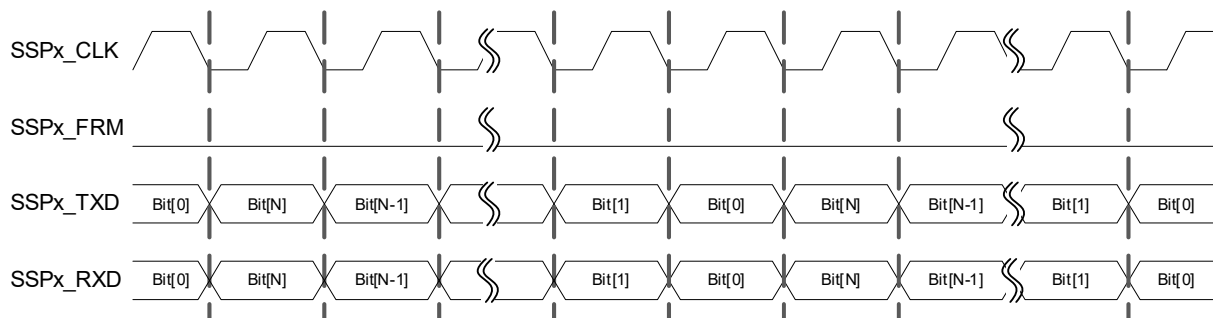 SSPx_CLK
SSPx_FRM
SSPx_TXD Bit[0] Bit[N] Bit[N-1] Bit[1] Bit[0] Bit[N] Bit[N-1] Bit[1] Bit[0]
SSPx_RXD Bit[0] Bit[N] Bit[N-1] Bit[1] Bit[0] Bit[N] Bit[N-1] Bit[1] Bit[0]